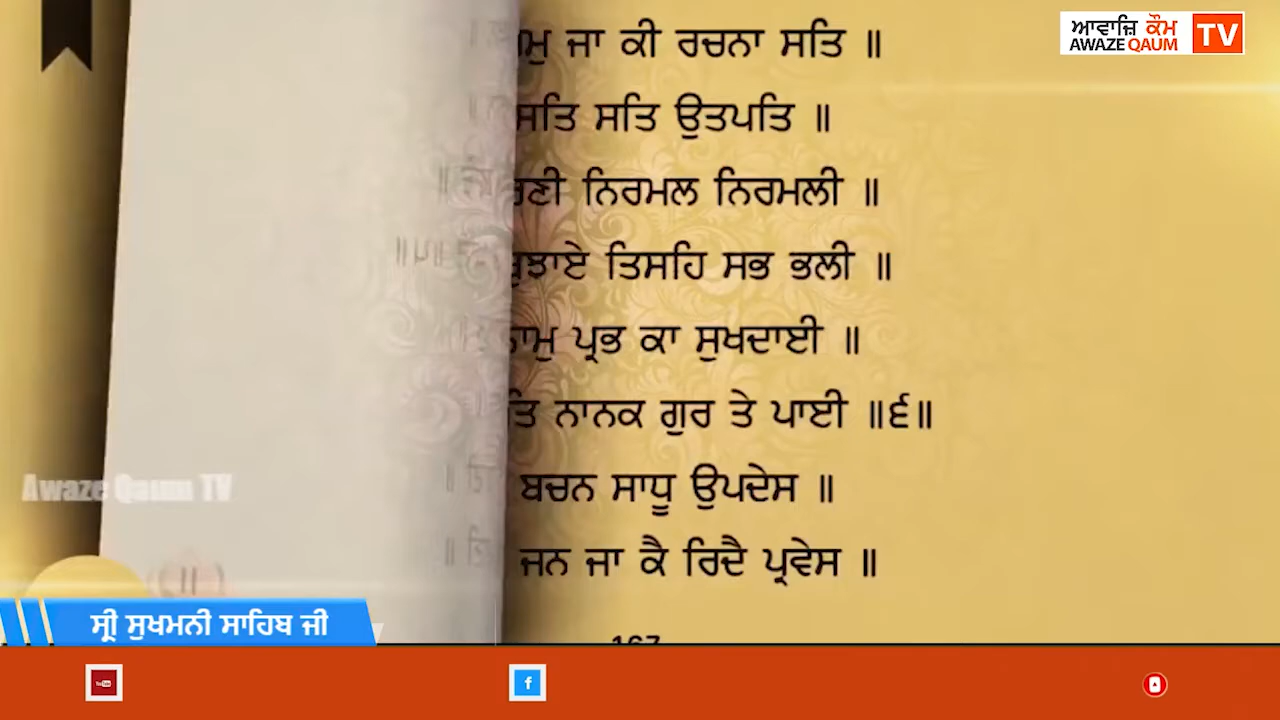 ਆਵਾਜ਼ਿ ਕੌਮ
AWAZE QAUM TV
ਜਾ ਕੀ ਰਚਨਾ ਸਤਿ ॥
ਸਤਿ ਸਤਿ ਉਤਪਤਿ ॥
ਨਿਰਮਲ ਨਿਰਮਲੀ ॥
ਤਿਸਹਿ ਸਭ ਭਲੀ ॥
ਪ੍ਰਭ ਕਾ ਸੁਖਦਾਈ ॥
ਨਾਨਕ ਗੁਰ ਤੇ ਪਾਈ ॥੬॥
ਬਚਨ ਸਾਧੂ ਉਪਦੇਸ ॥
ਜਨ ਜਾ ਕੈ ਰਿਦੈ ਪ੍ਰਵੇਸ ॥
Awaze Qaum TV
ਸ੍ਰੀ ਸੁਖਮਨੀ ਸਾਹਿਬ ਜੀ